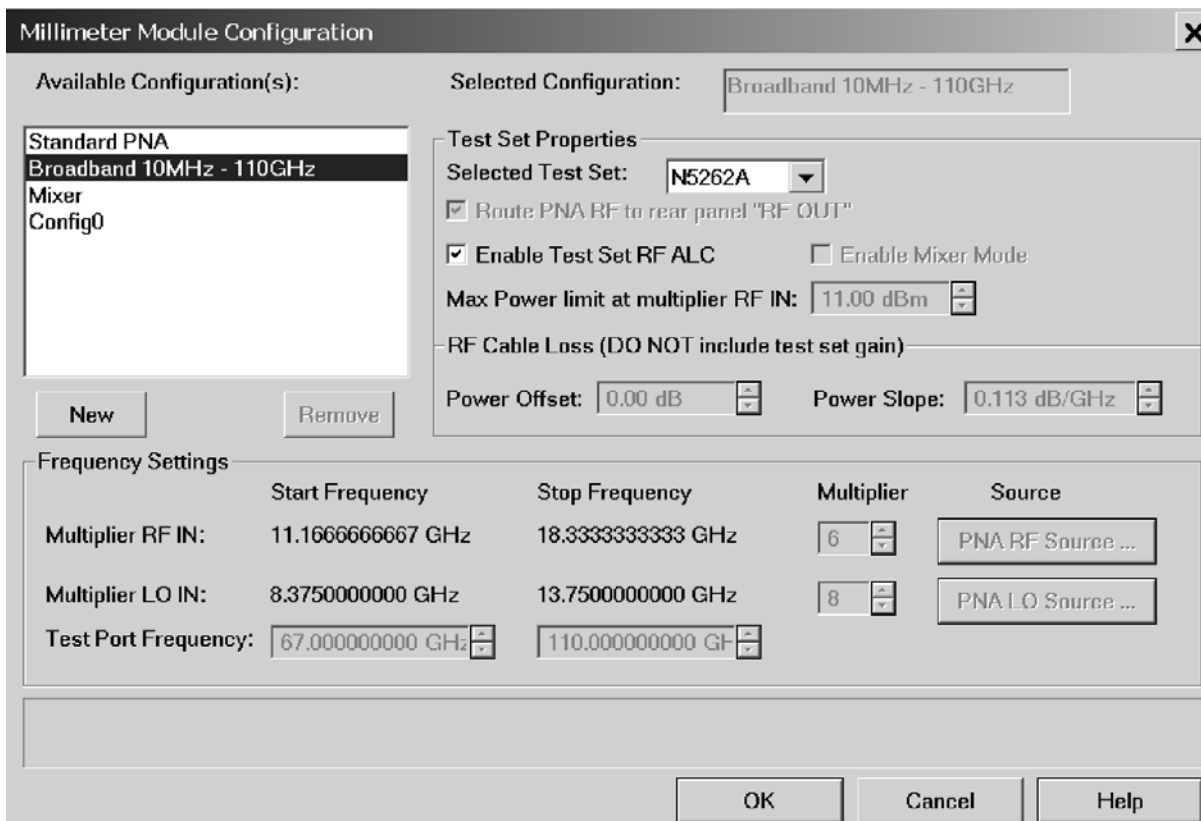 Millimeter Module Configuration
Available Configuration(s):
Selected Configuration: Broadband 10MHz - 110GHz
Standard PNA
Broadband 10MHz - 110GHz
Mixer
Config0
New Remove
Test Set Properties
Selected Test Set: N5262A
Route PNA RF to rear panel "RF OUT"
Enable Test Set RF ALC Enable Mixer Mode
Max Power limit at multiplier RF IN: 11.00 dBm
RF Cable Loss (DO NOT include test set gain)
Power Offset: 0.00 dB Power Slope: 0.113 dB/GHz
Frequency Settings
Start Frequency Stop Frequency Multiplier Source
Multiplier RF IN: 11.1666666667 GHz 18.3333333333 GHz 6 PNA RF Source ...
Multiplier LO IN: 8.3750000000 GHz 13.7500000000 GHz 8 PNA LO Source ...
Test Port Frequency: 67.000000000 GHz 110.000000000 GH
OK Cancel Help